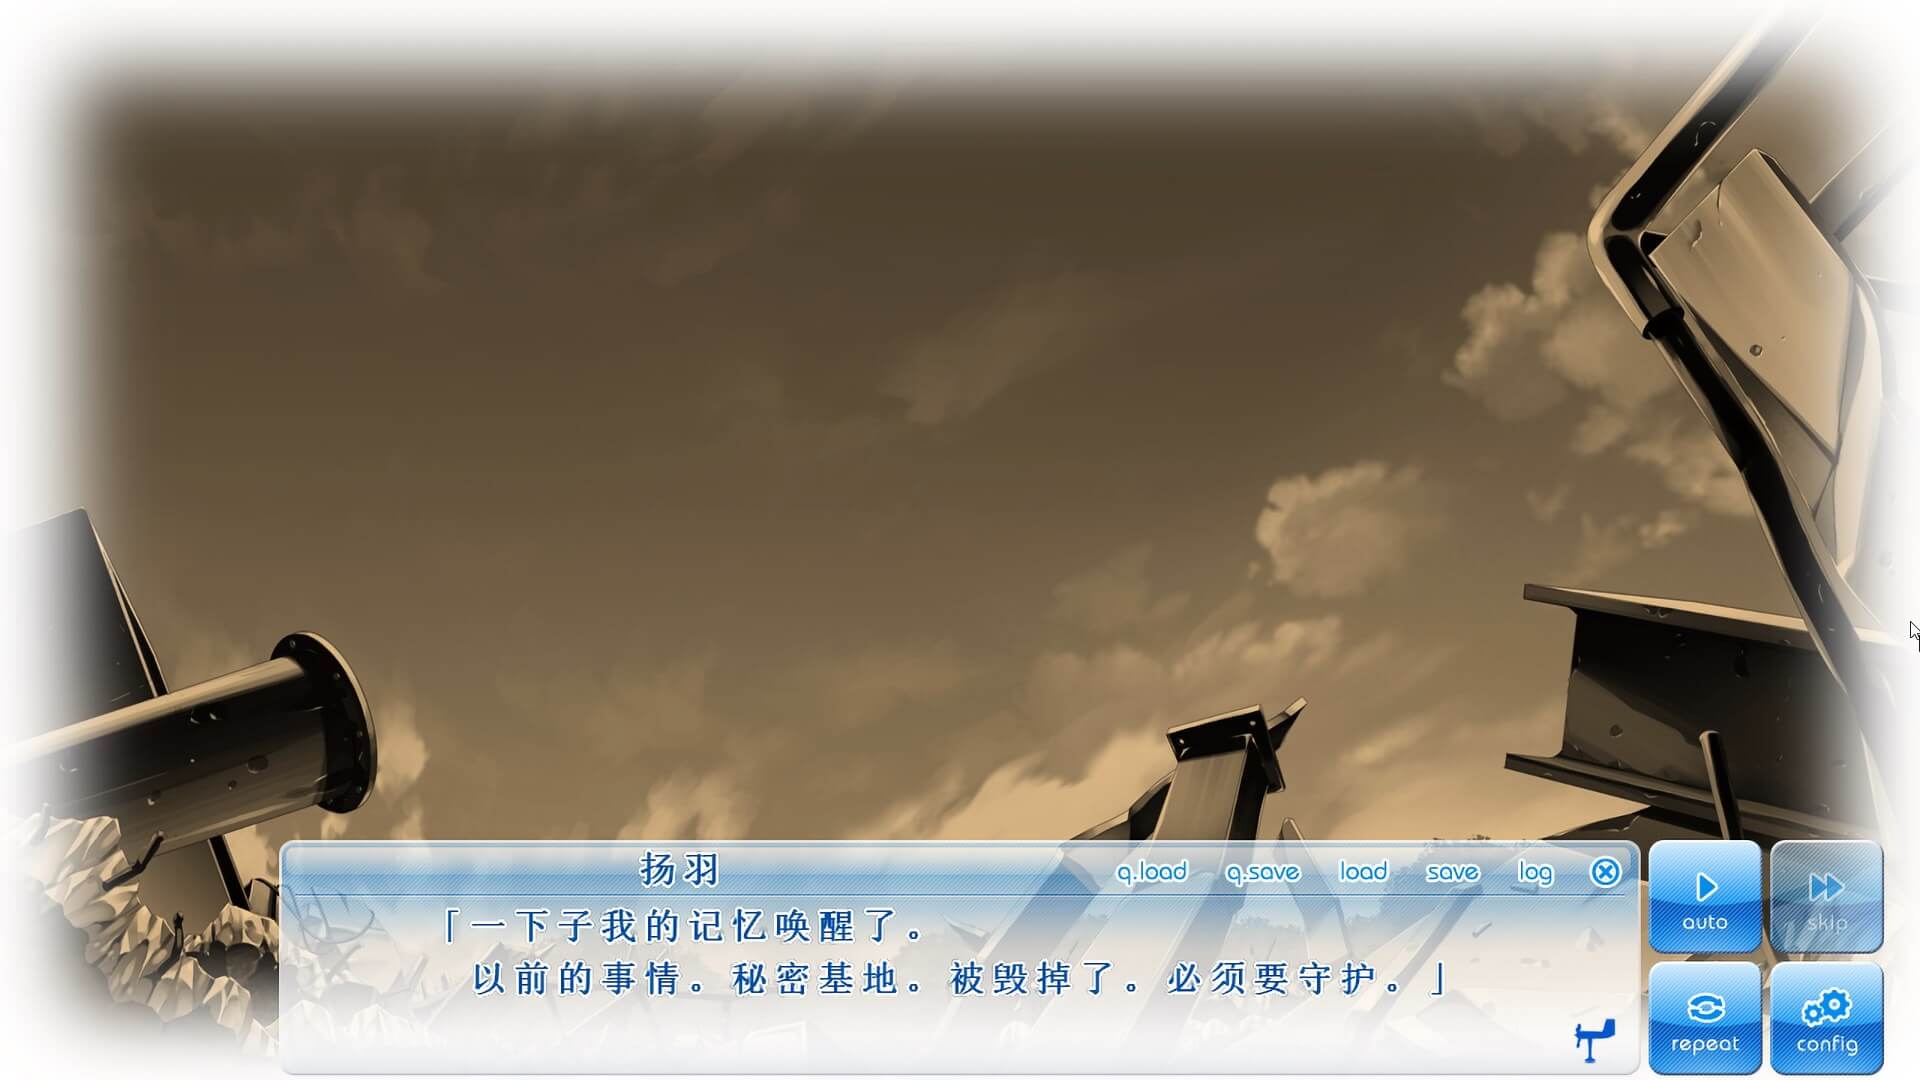 扬羽
q.load q.save load save log
「一下子我的记忆唤醒了。
以前的事情。秘密基地。被毁掉了。必须要守护。」
auto skip
repeat config